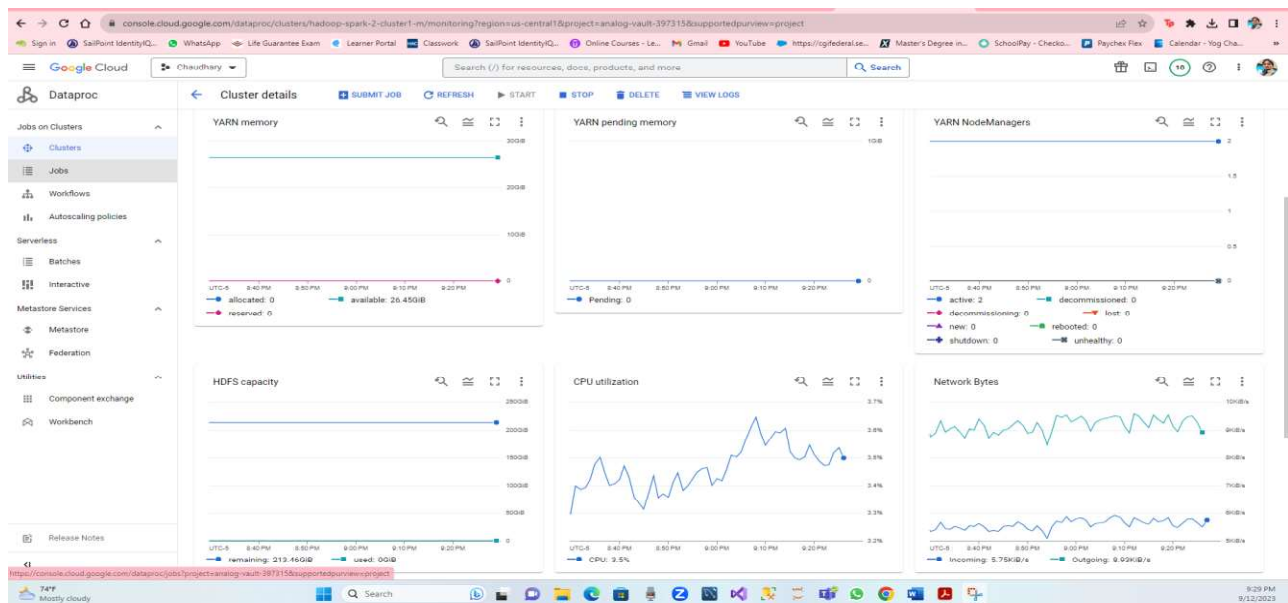 console.cloud.google.com/dataproc/clusters/hadoop-spark-2-cluster1-m/monitoring?region=us-central1&project=analog-vault-397315&supportedpurview=project
Sign in SailPoint IdentityIQ... WhatsApp Life Guarantee Exam Learner Portal Classwork SailPoint IdentityIQ... Online Courses - Le... Gmail YouTube https://cgifederal.se... Master's Degree in... SchoolPay - Checko... Paychex Flex Calendar - Yog Cha...
Google Cloud Chaudhary Search (/) for resources, docs, products, and more Search 10
Dataproc Cluster details SUBMIT JOB REFRESH START STOP DELETE VIEW LOGS
Jobs on Clusters
Clusters
Jobs
Workflows
Autoscaling policies
Serverless
Batches
Interactive
Metastore Services
Metastore
Federation
Utilities
Component exchange
Workbench
Release Notes
YARN memory
30GiB
20GiB
10GiB
0
UTC-5 8:40 PM 8:50 PM 9:00 PM 9:10 PM 9:20 PM
allocated: 0 available: 26.45GiB
reserved: 0
YARN pending memory
1GiB
0
UTC-5 8:40 PM 8:50 PM 9:00 PM 9:10 PM 9:20 PM
Pending: 0
YARN NodeManagers
2
1.5
1
0.5
0
UTC-5 8:40 PM 8:50 PM 9:00 PM 9:10 PM 9:20 PM
active: 2 decommissioned: 0
decommissioning: 0 lost: 0
new: 0 rebooted: 0
shutdown: 0 unhealthy: 0
HDFS capacity
250GiB
200GiB
150GiB
100GiB
50GiB
0
UTC-5 8:40 PM 8:50 PM 9:00 PM 9:10 PM 9:20 PM
remaining: 213.46GiB used: 0GiB
CPU utilization
3.7%
3.6%
3.5%
3.4%
3.3%
3.2%
UTC-5 8:40 PM 8:50 PM 9:00 PM 9:10 PM 9:20 PM
CPU: 3.5%
Network Bytes
10KiB/s
9KiB/s
8KiB/s
7KiB/s
6KiB/s
5KiB/s
UTC-5 8:40 PM 8:50 PM 9:00 PM 9:10 PM 9:20 PM
Incoming: 5.75KiB/s Outgoing: 8.93KiB/s
https://console.cloud.google.com/dataproc/jobs?project=analog-vault-397315&supportedpurview=project
74°F
Mostly cloudy
Search
9:29 PM
9/12/2023